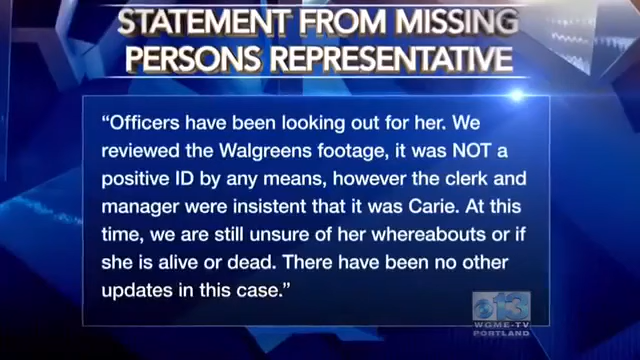 STATEMENT FROM MISSING
PERSONS REPRESENTATIVE
“Officers have been looking out for her. We
reviewed the Walgreens footage, it was NOT a
positive ID by any means, however the clerk and
manager were insistent that it was Carie. At this
time, we are still unsure of her whereabouts or if
she is alive or dead. There have been no other
updates in this case.”
13
WGME-TV
PORTLAND